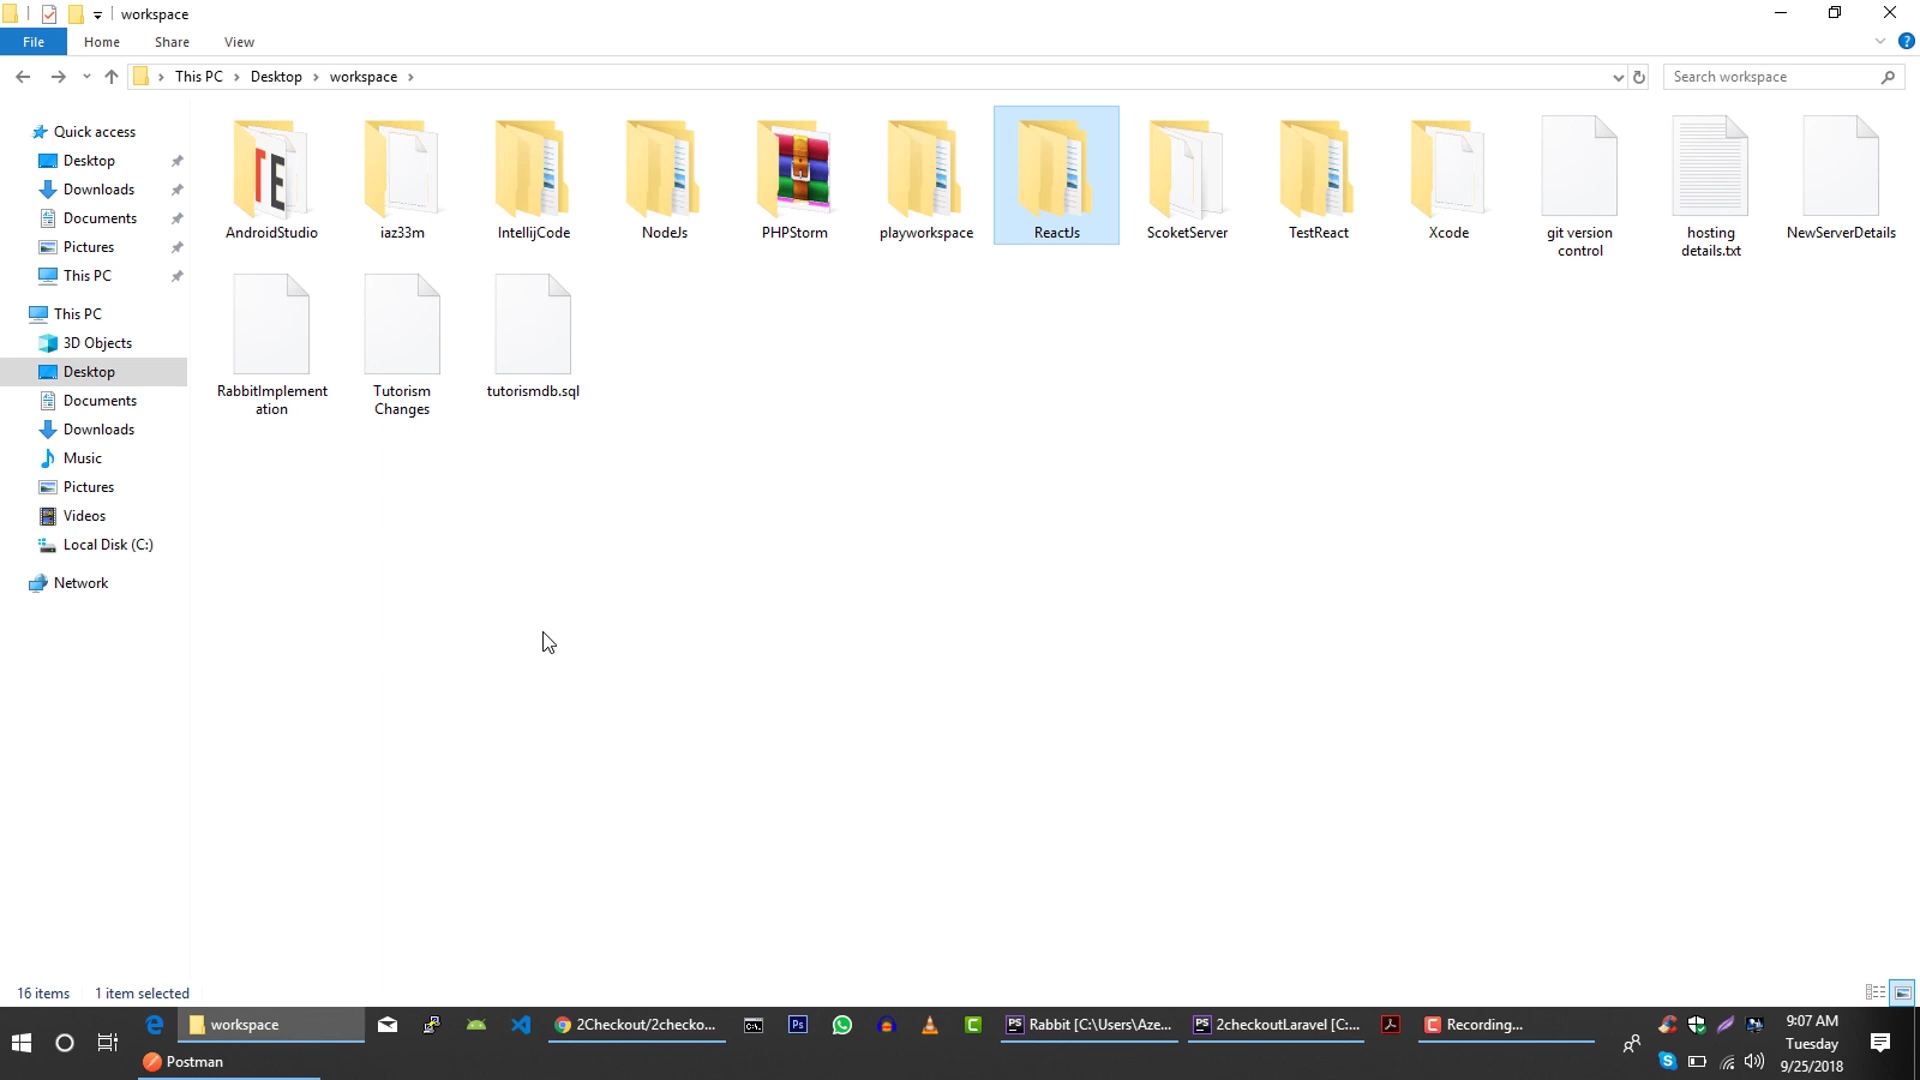 workspace
File Home Share View
This PC Desktop workspace
Search workspace
Quick access
Desktop
Downloads
Documents
Pictures
This PC
This PC
3D Objects
Desktop
Documents
Downloads
Music
Pictures
Videos
Local Disk (C:)
Network
TE
AndroidStudio iaz33m IntellijCode NodeJs PHPStorm playworkspace ReactJs ScoketServer TestReact Xcode git version hosting NewServerDetails
control details.txt
RabbitImplement Tutorism tutorismdb.sql
ation Changes
16 items 1 item selected
workspace 2Checkout/2checko... Ps PS Rabbit [C:\Users\Aze... PS 2checkoutLaravel [C:... Recording...
Postman
9:07 AM
Tuesday
9/25/2018